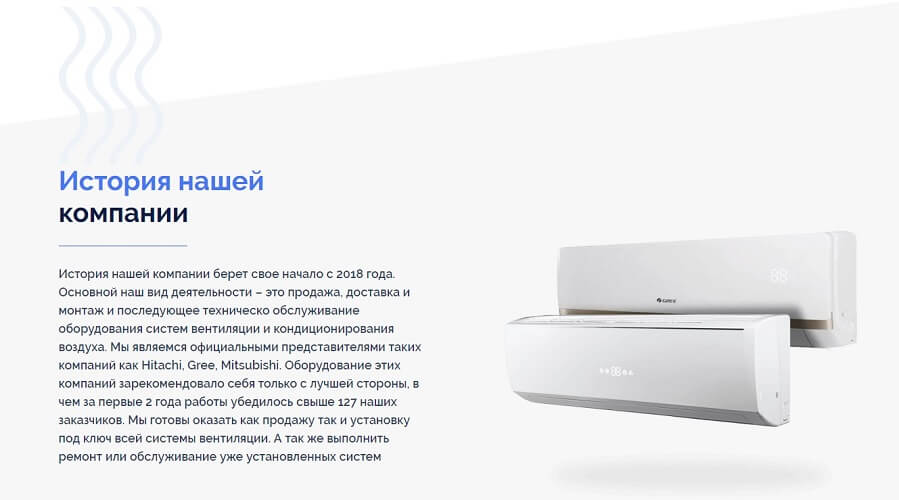 История нашей
компании
История нашей компании берет свое начало с 2018 года.
Основной наш вид деятельности – это продажа, доставка и
монтаж и последующее техническо обслуживание
оборудования систем вентиляции и кондиционирования
воздуха. Мы являемся официальными представителями таких
компаний как Hitachi, Gree, Mitsubishi. Оборудование этих
компаний зарекомендовало себя только с лучшей стороны, в
чем за первые 2 года работы убедилось свыше 127 наших
заказчиков. Мы готовы оказать как продажу так и установку
под ключ всей системы вентиляции. А так же выполнить
ремонт или обслуживание уже установленных систем
88
GREE
88